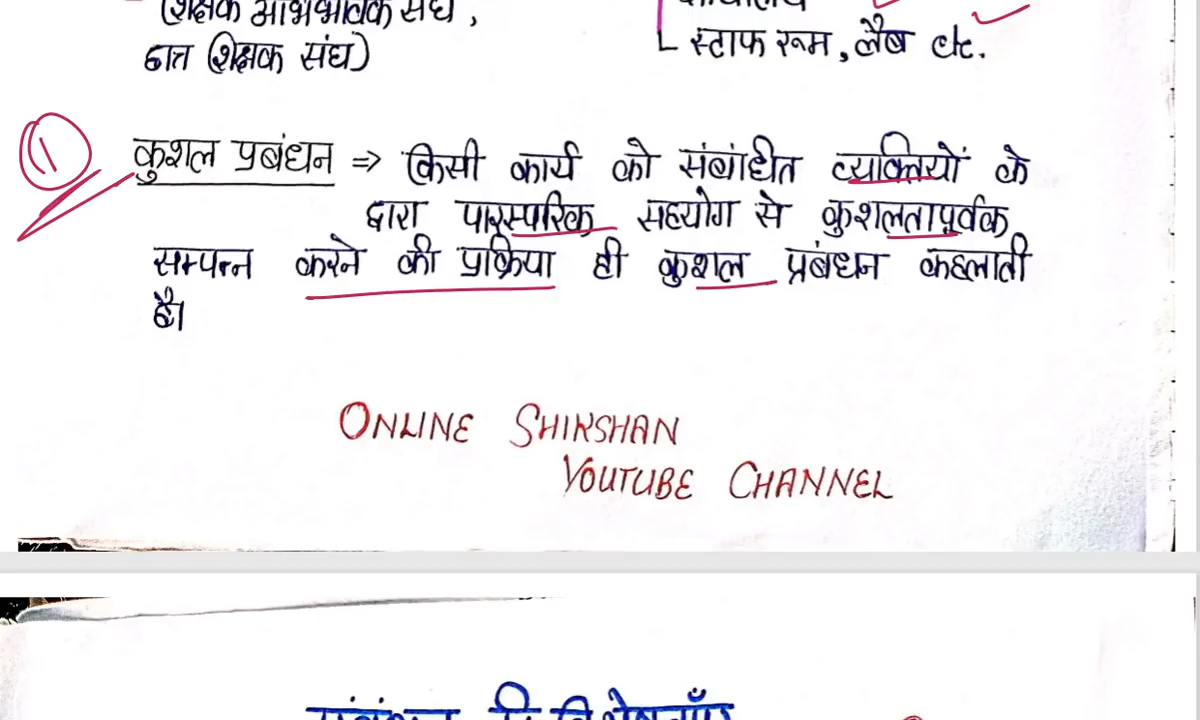 (शिक्षक अभिभावक संघ,
छात्र शिक्षक संघ)
स्टाफ रूम, लैब etc.
① कुशल प्रबंधन ⇒ किसी कार्य को संबंधीत व्यक्तियों के
द्वारा पारस्परिक सहयोग से कुशलतापूर्वक
सम्पन्न करने की प्रक्रिया ही कुशल प्रबंधन कहलाती
है।
ONLINE SHIKSHAN
YOUTUBE CHANNEL